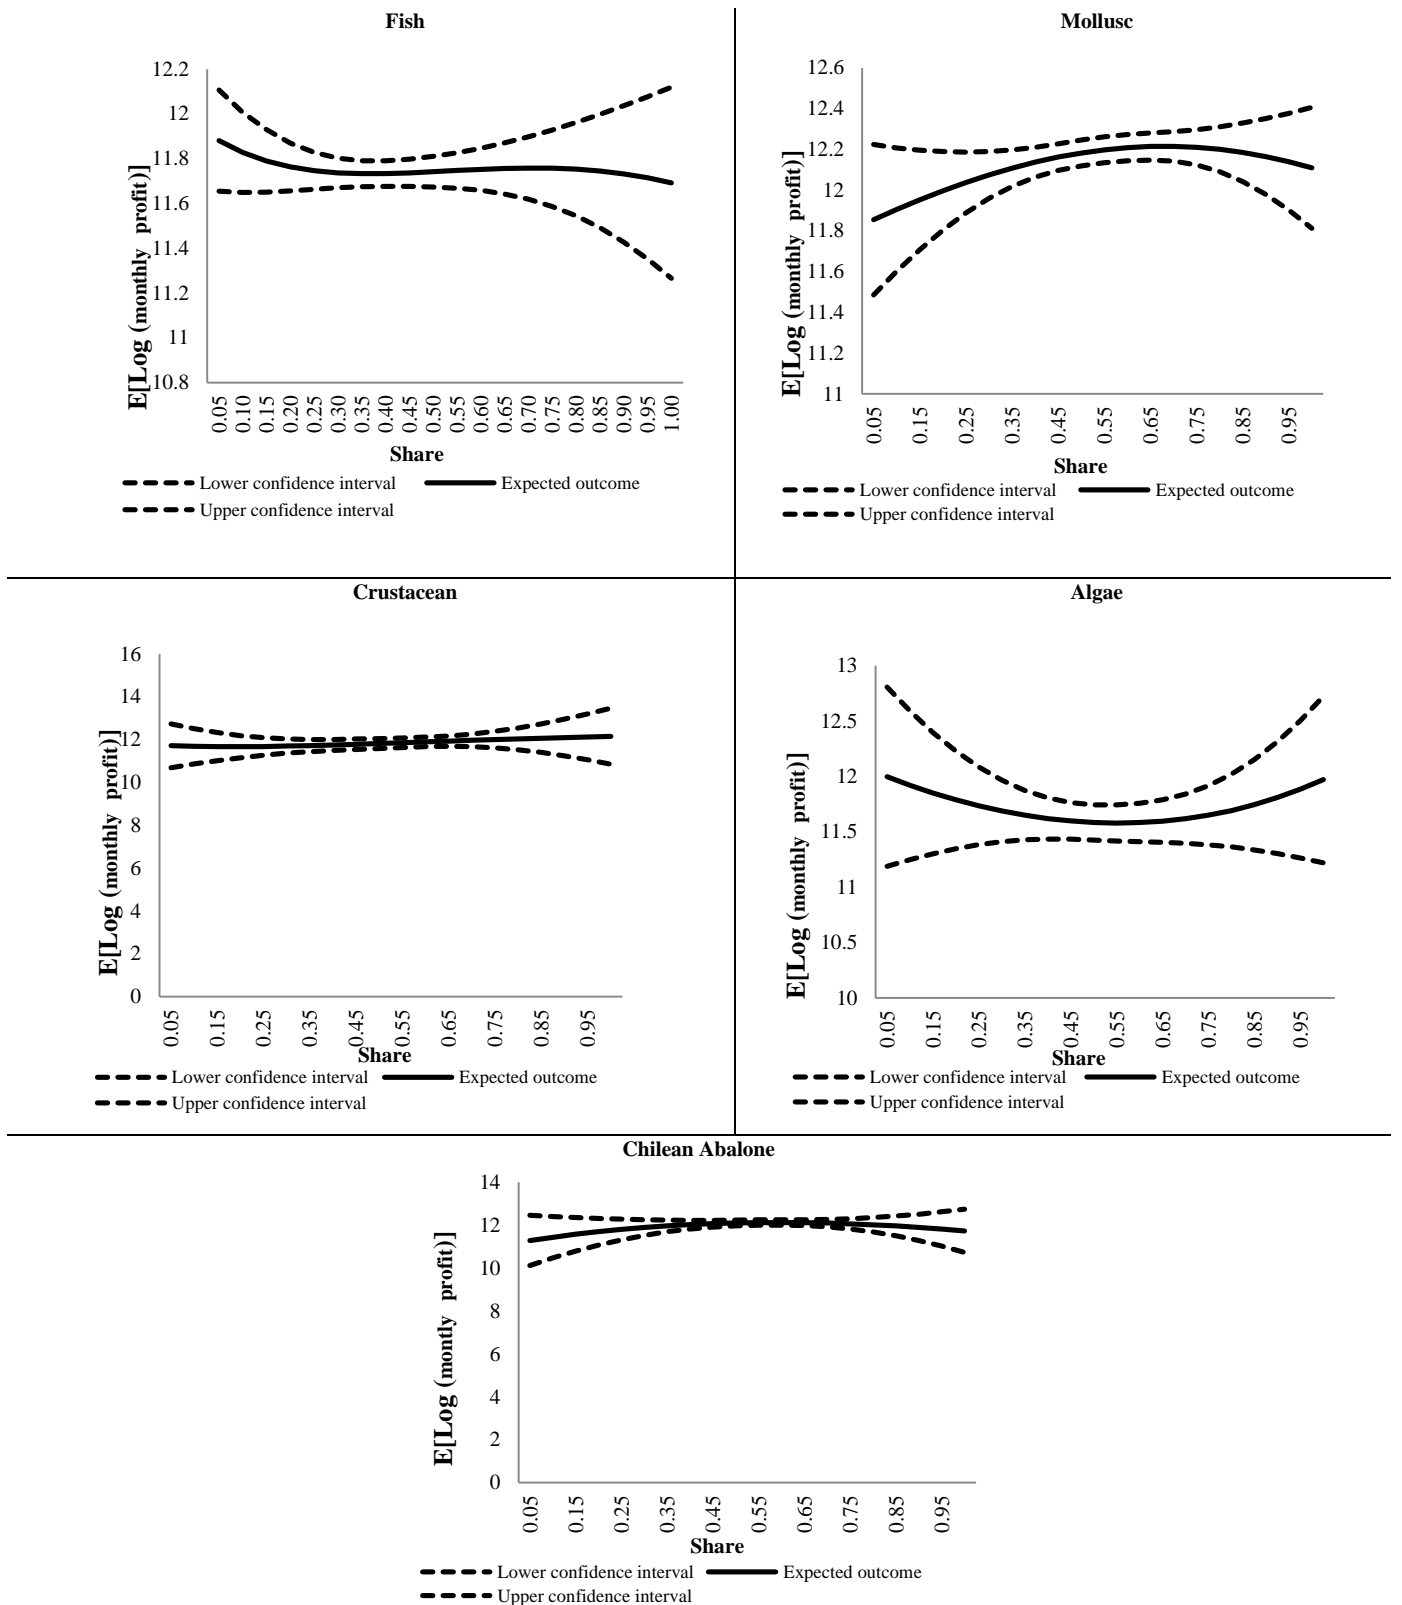 Fish
E[Log (monthly profit)]
12.2
12
11.8
11.6
11.4
11.2
11
10.8
0.05 0.10 0.15 0.20 0.25 0.30 0.35 0.40 0.45 0.50 0.55 0.60 0.65 0.70 0.75 0.80 0.85 0.90 0.95 1.00
Share
Lower confidence interval Expected outcome
Upper confidence interval
Mollusc
E[Log (monthly profit)]
12.6
12.4
12.2
12
11.8
11.6
11.4
11.2
11
0.05 0.15 0.25 0.35 0.45 0.55 0.65 0.75 0.85 0.95
Share
Lower confidence interval Expected outcome
Upper confidence interval
Crustacean
E[Log (monthly profit)]
16
14
12
10
8
6
4
2
0
0.05 0.15 0.25 0.35 0.45 0.55 0.65 0.75 0.85 0.95
Share
Lower confidence interval Expected outcome
Upper confidence interval
Algae
E[Log (monthly profit)]
13
12.5
12
11.5
11
10.5
10
0.05 0.15 0.25 0.35 0.45 0.55 0.65 0.75 0.85 0.95
Share
Lower confidence interval Expected outcome
Upper confidence interval
Chilean Abalone
E[Log (montly profit)]
14
12
10
8
6
4
2
0
0.05 0.15 0.25 0.35 0.45 0.55 0.65 0.75 0.85 0.95
Share
Lower confidence interval Expected outcome
Upper confidence interval